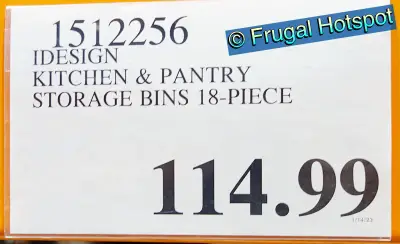 1512256
© Frugal Hotspot
IDESIGN
KITCHEN & PANTRY
STORAGE BINS 18-PIECE
114.99